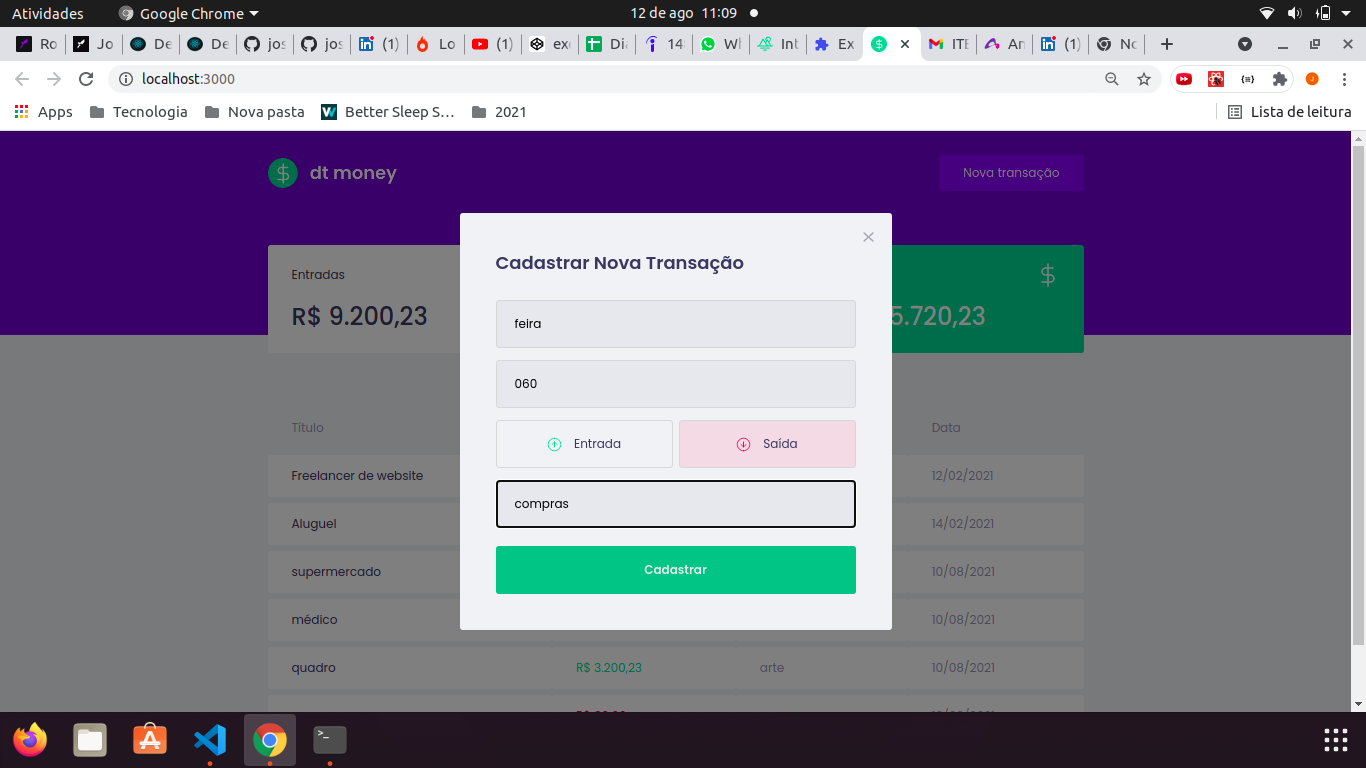 Atividades
Google Chrome
12 de ago 11:09
Ro
Jo
De
De
jos
jos
(1)
Lo
(1)
exe
Diá
14
Wh
Int
Ex
ITE
An
(1)
No
localhost:3000
Apps
Tecnologia
Nova pasta
Better Sleep S...
2021
Lista de leitura
dt money
Nova transação
Entradas
R$ 9.200,23
5.720,23
Cadastrar Nova Transação
feira
060
Entrada
Saída
compras
Cadastrar
Título
Data
Freelancer de website
12/02/2021
Aluguel
14/02/2021
supermercado
10/08/2021
médico
10/08/2021
quadro
R$ 3.200,23
arte
10/08/2021